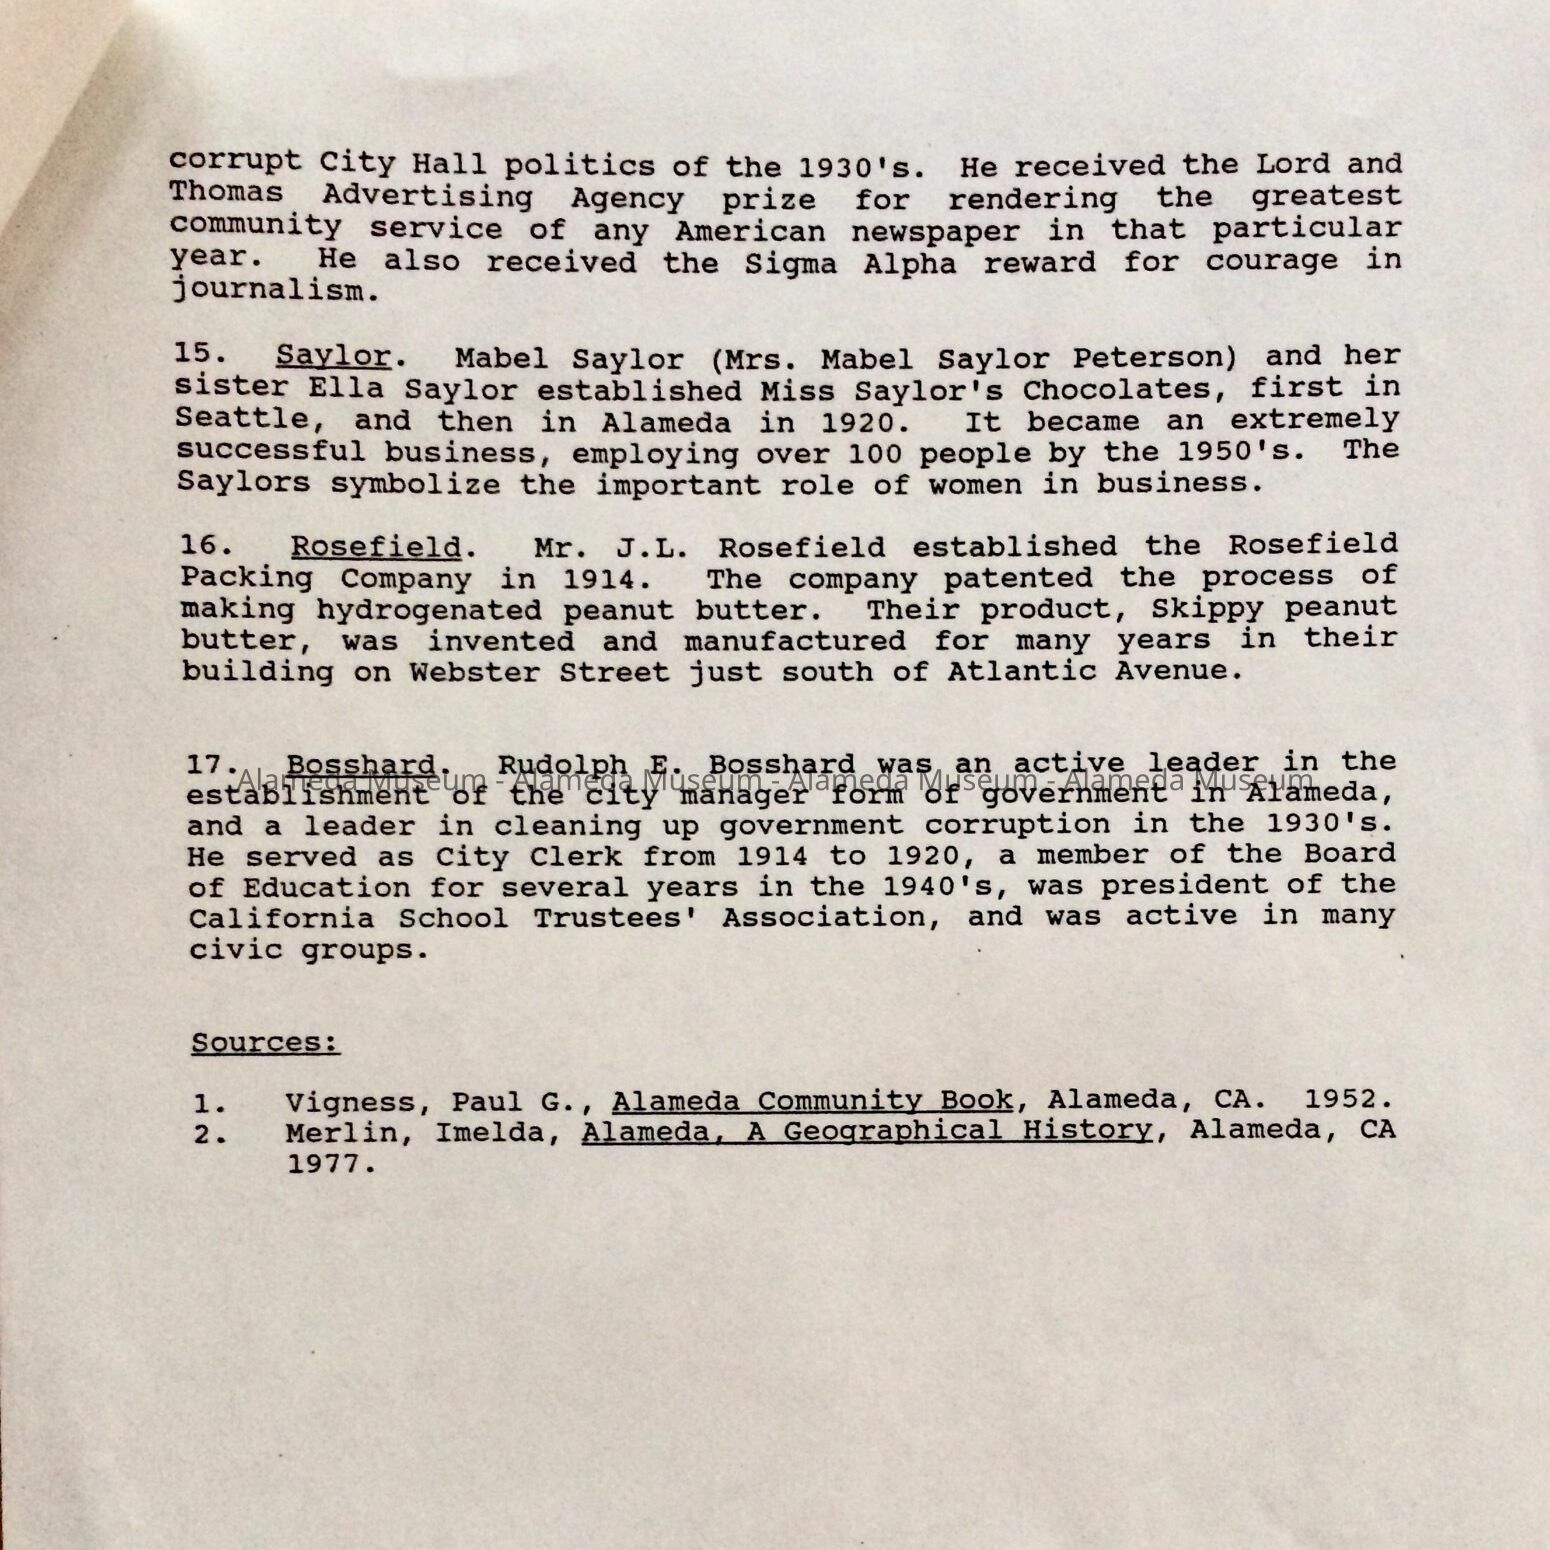 corrupt City Hall politics of the 1930's. He received the Lord and
Thomas Advertising Agency prize for rendering the greatest
community service of any American newspaper in that particular
year. He also received the Sigma Alpha reward for courage in
journalism.
15. Saylor. Mabel Saylor (Mrs. Mabel Saylor Peterson) and her
sister Ella Saylor established Miss Saylor's Chocolates, first in
Seattle, and then in Alameda in 1920. It became an extremely
successful business, employing over 100 people by the 1950's. The
Saylors symbolize the important role of women in business.
16. Rosefield. Mr. J.L. Rosefield established the Rosefield
Packing Company in 1914. The company patented the process of
making hydrogenated peanut butter. Their product, Skippy peanut
butter, was invented and manufactured for many years in their
building on Webster Street just south of Atlantic Avenue.
17. Bosshard. Rudolph E. Bosshard was an active leader in the
Alameda Museum - Alameda Museum - Alameda Museum - Alameda Museum
establishment of the city manager form of government in Alameda,
and a leader in cleaning up government corruption in the 1930's.
He served as City Clerk from 1914 to 1920, a member of the Board
of Education for several years in the 1940's, was president of the
California School Trustees' Association, and was active in many
civic groups.
Sources:
1. Vigness, Paul G., Alameda Community Book, Alameda, CA. 1952.
2. Merlin, Imelda, Alameda, A Geographical History, Alameda, CA
1977.